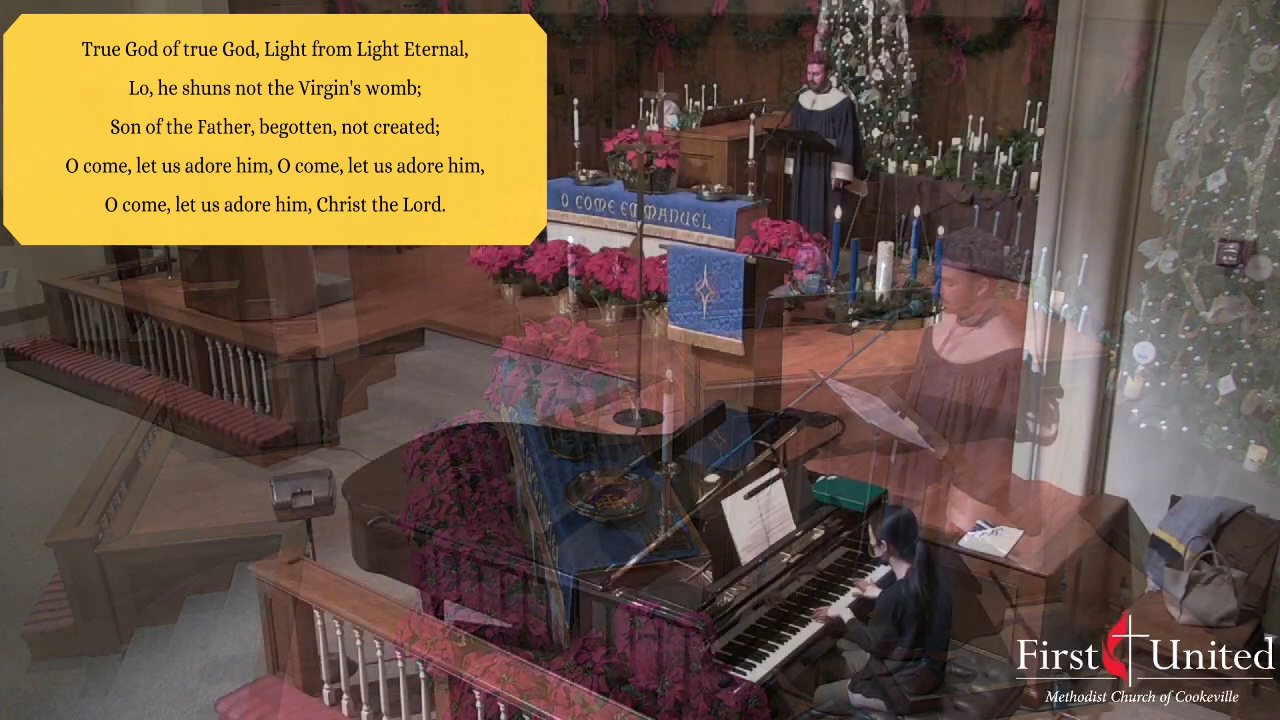 True God of true God, Light from Light Eternal,
Lo, he shuns not the Virgin's womb;
Son of the Father, begotten, not created;
O come, let us adore him, O come, let us adore him,
O come, let us adore him, Christ the Lord.
O COME EMMANUEL
First United
Methodist Church of Cookeville